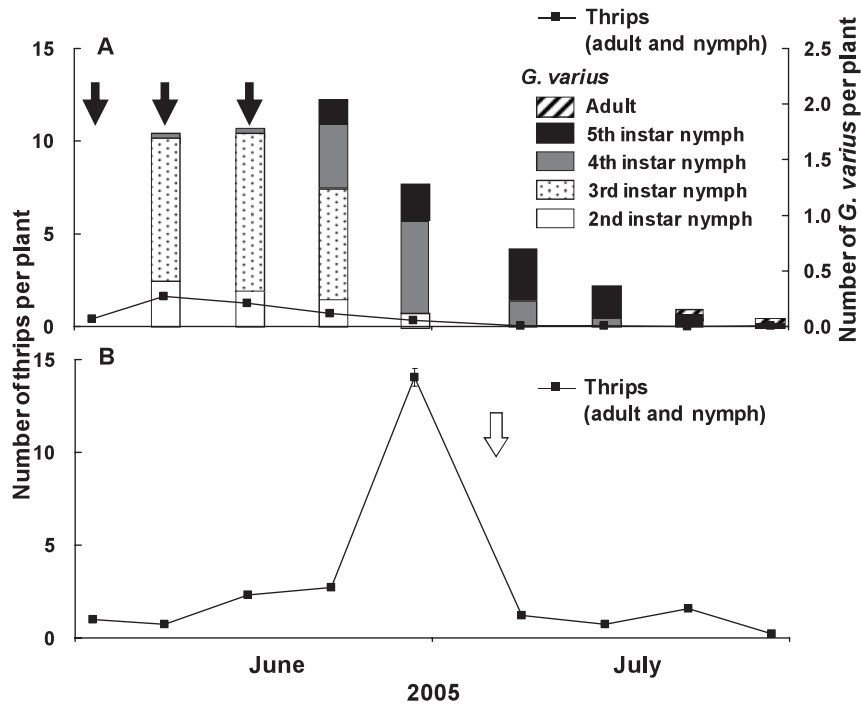 A
Thrips
(adult and nymph)
G. varius
Adult
5th instar nymph
4th instar nymph
3rd instar nymph
2nd instar nymph
15
10
5
0
2.5
2.0
1.5
1.0
0.5
0.0
Number of G. varius per plant
Number of thrips per plant
B
Thrips
(adult and nymph)
15
10
5
0
June
July
2005